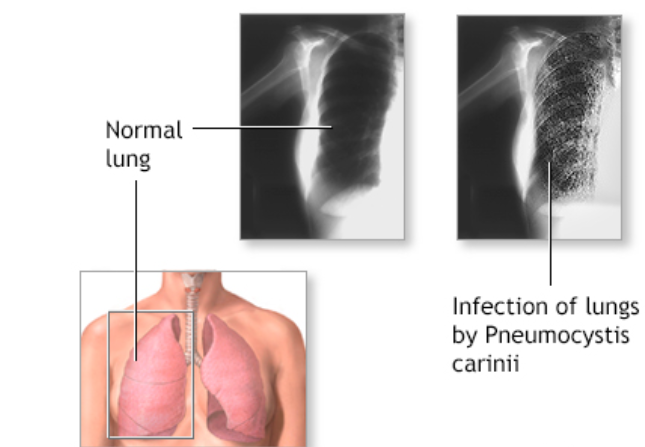 Normal
lung
Infection of lungs
by Pneumocystis
carinii